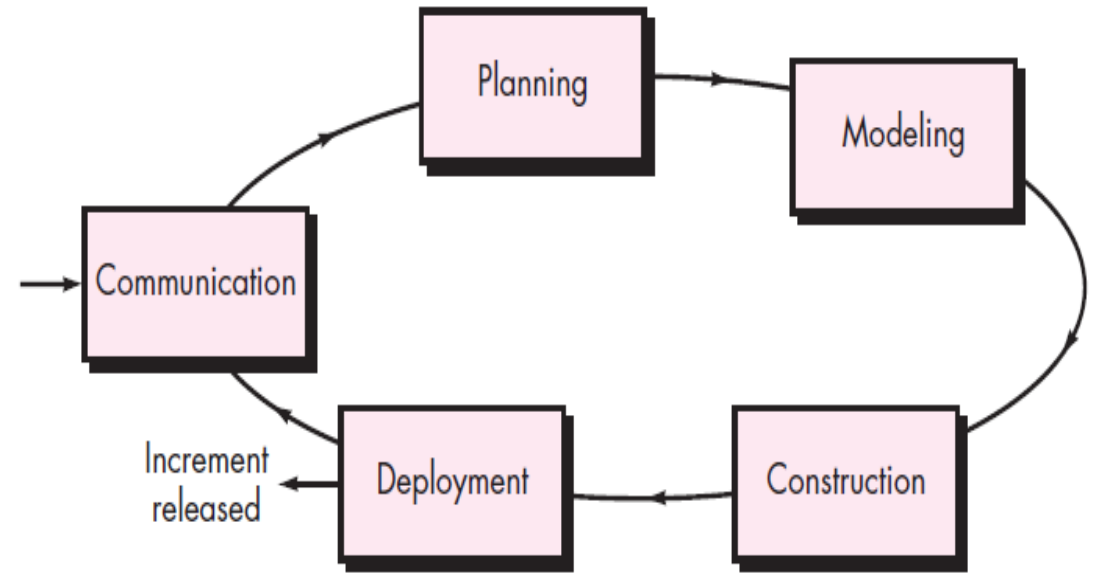 Planning
Modeling
Communication
Increment
released
Deployment
Construction